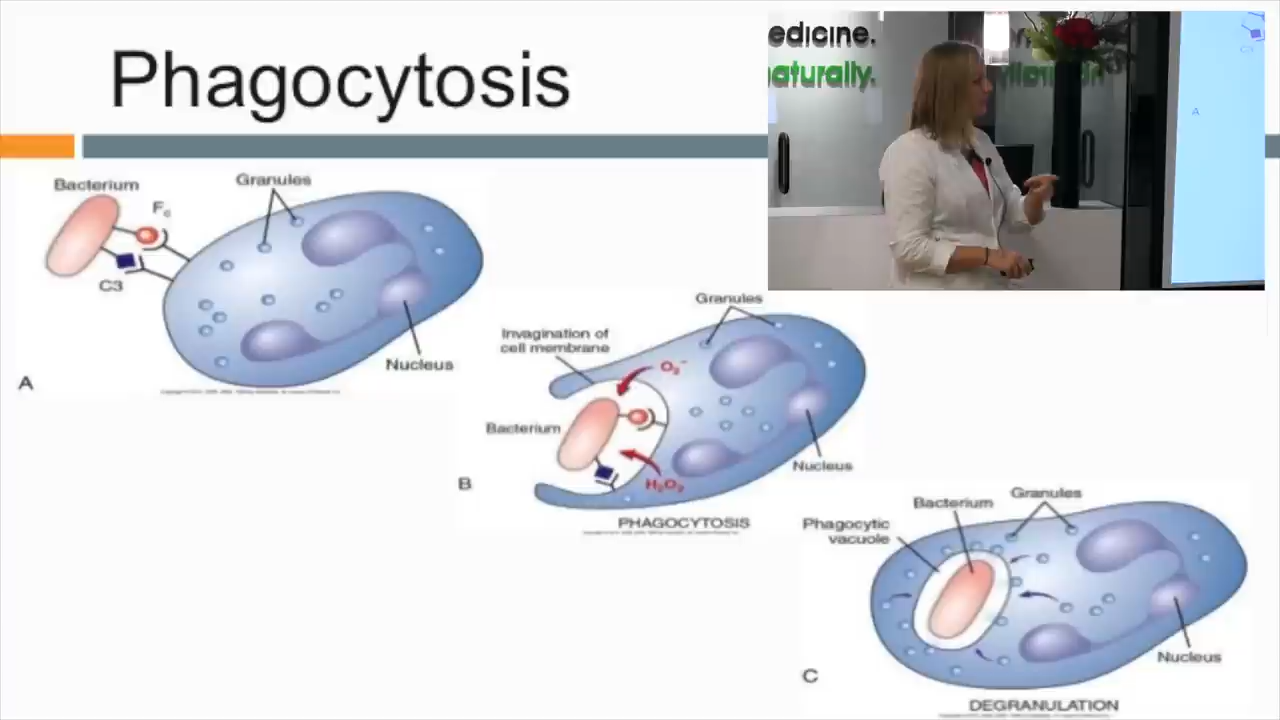 Phagocytosis
edicine.
aturally.
Bacterium
Granules
Fc
C3
Nucleus
A
Granules
Invagination of
cell membrane
O2−
Bacterium
Nucleus
H2O2
B
PHAGOCYTOSIS
Bacterium
Granules
Phagocytic
vacuole
Nucleus
C
DEGRANULATION
A
C3